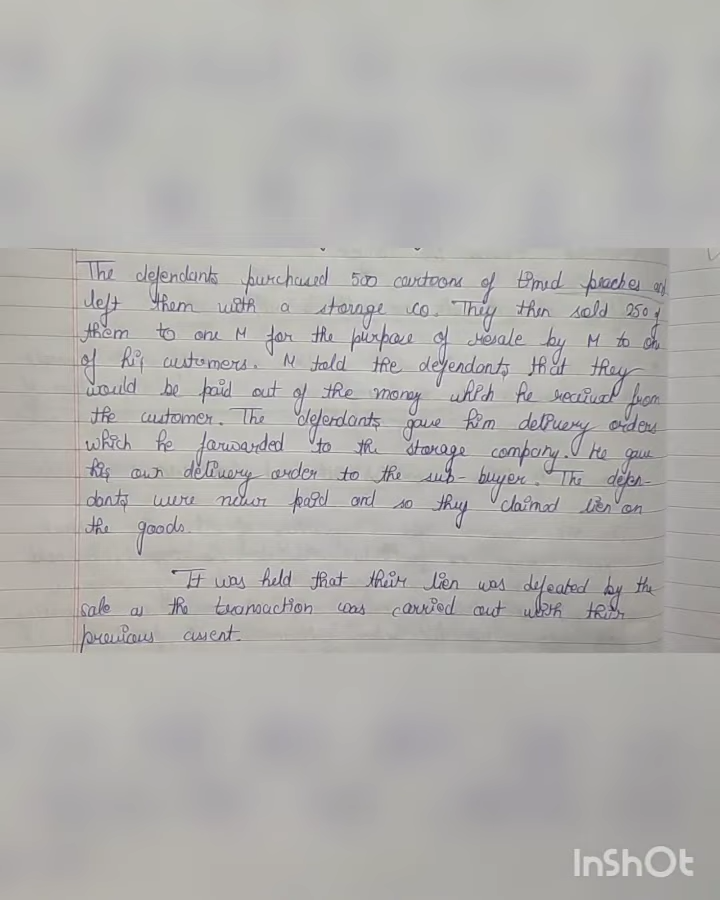 The defendants purchased 500 cartoons of tined peaches and
left them with a storage co. They then sold 250 of
them to one M for the purpose of resale by M to one
of his customers. M told the defendants that they
would be paid out of the money which he received from
the customer. The defendants gave him delivery orders
which he forwarded to the storage company. He gave
his own delivery order to the sub-buyer. The defen-
dants were never paid and so they claimed lien on
the goods.
It was held that their lien was defeated by the
sale as the transaction was carried out with their
previous assent.
InShOt